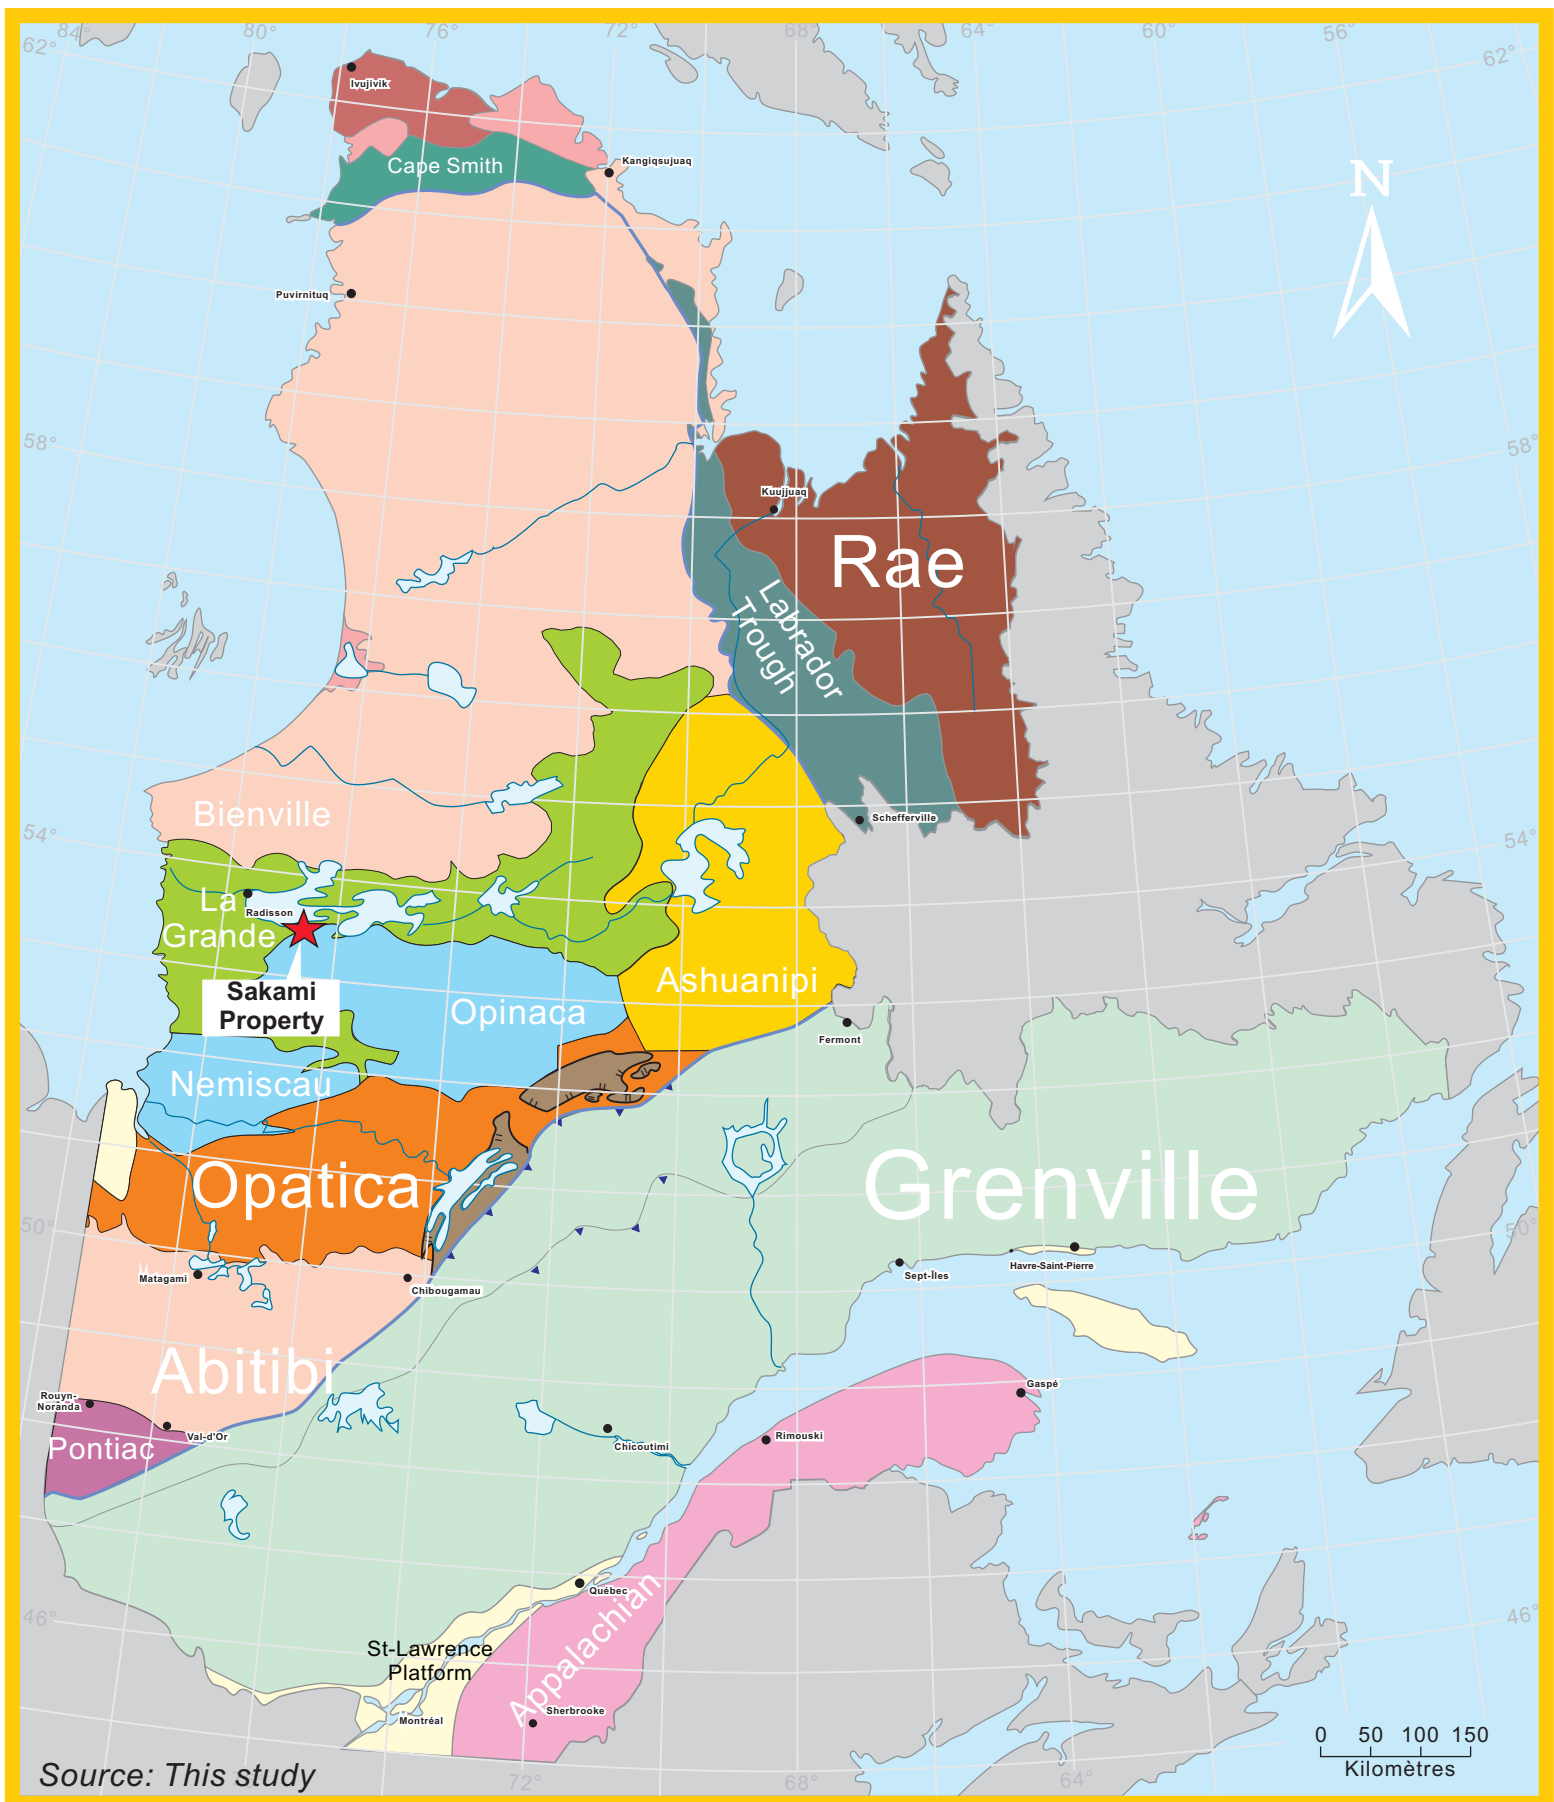 84°
80°
76°
72°
68°
64°
60°
56°
62°
62°
Ivujivik
Cape Smith
Kangiqsujuaq
N
Puvirnituq
58°
58°
Kuujjuaq
Rae
Labrador
Trough
Bienville
Schefferville
54°
54°
La
Grande
Radisson
Sakami
Property
Ashuanipi
Opinaca
Fermont
Nemiscau
Opatica
Grenville
50°
50°
Matagami
Chibougamau
Sept-Îles
Havre-Saint-Pierre
Abitibi
Rouyn-
Noranda
Val-d'Or
Pontiac
Gaspé
Rimouski
Chicoutimi
Québec
46°
46°
St-Lawrence
Platform
Appalachian
Montréal
Sherbrooke
0 50 100 150
Kilomètres
Source: This study
72°
68°
64°